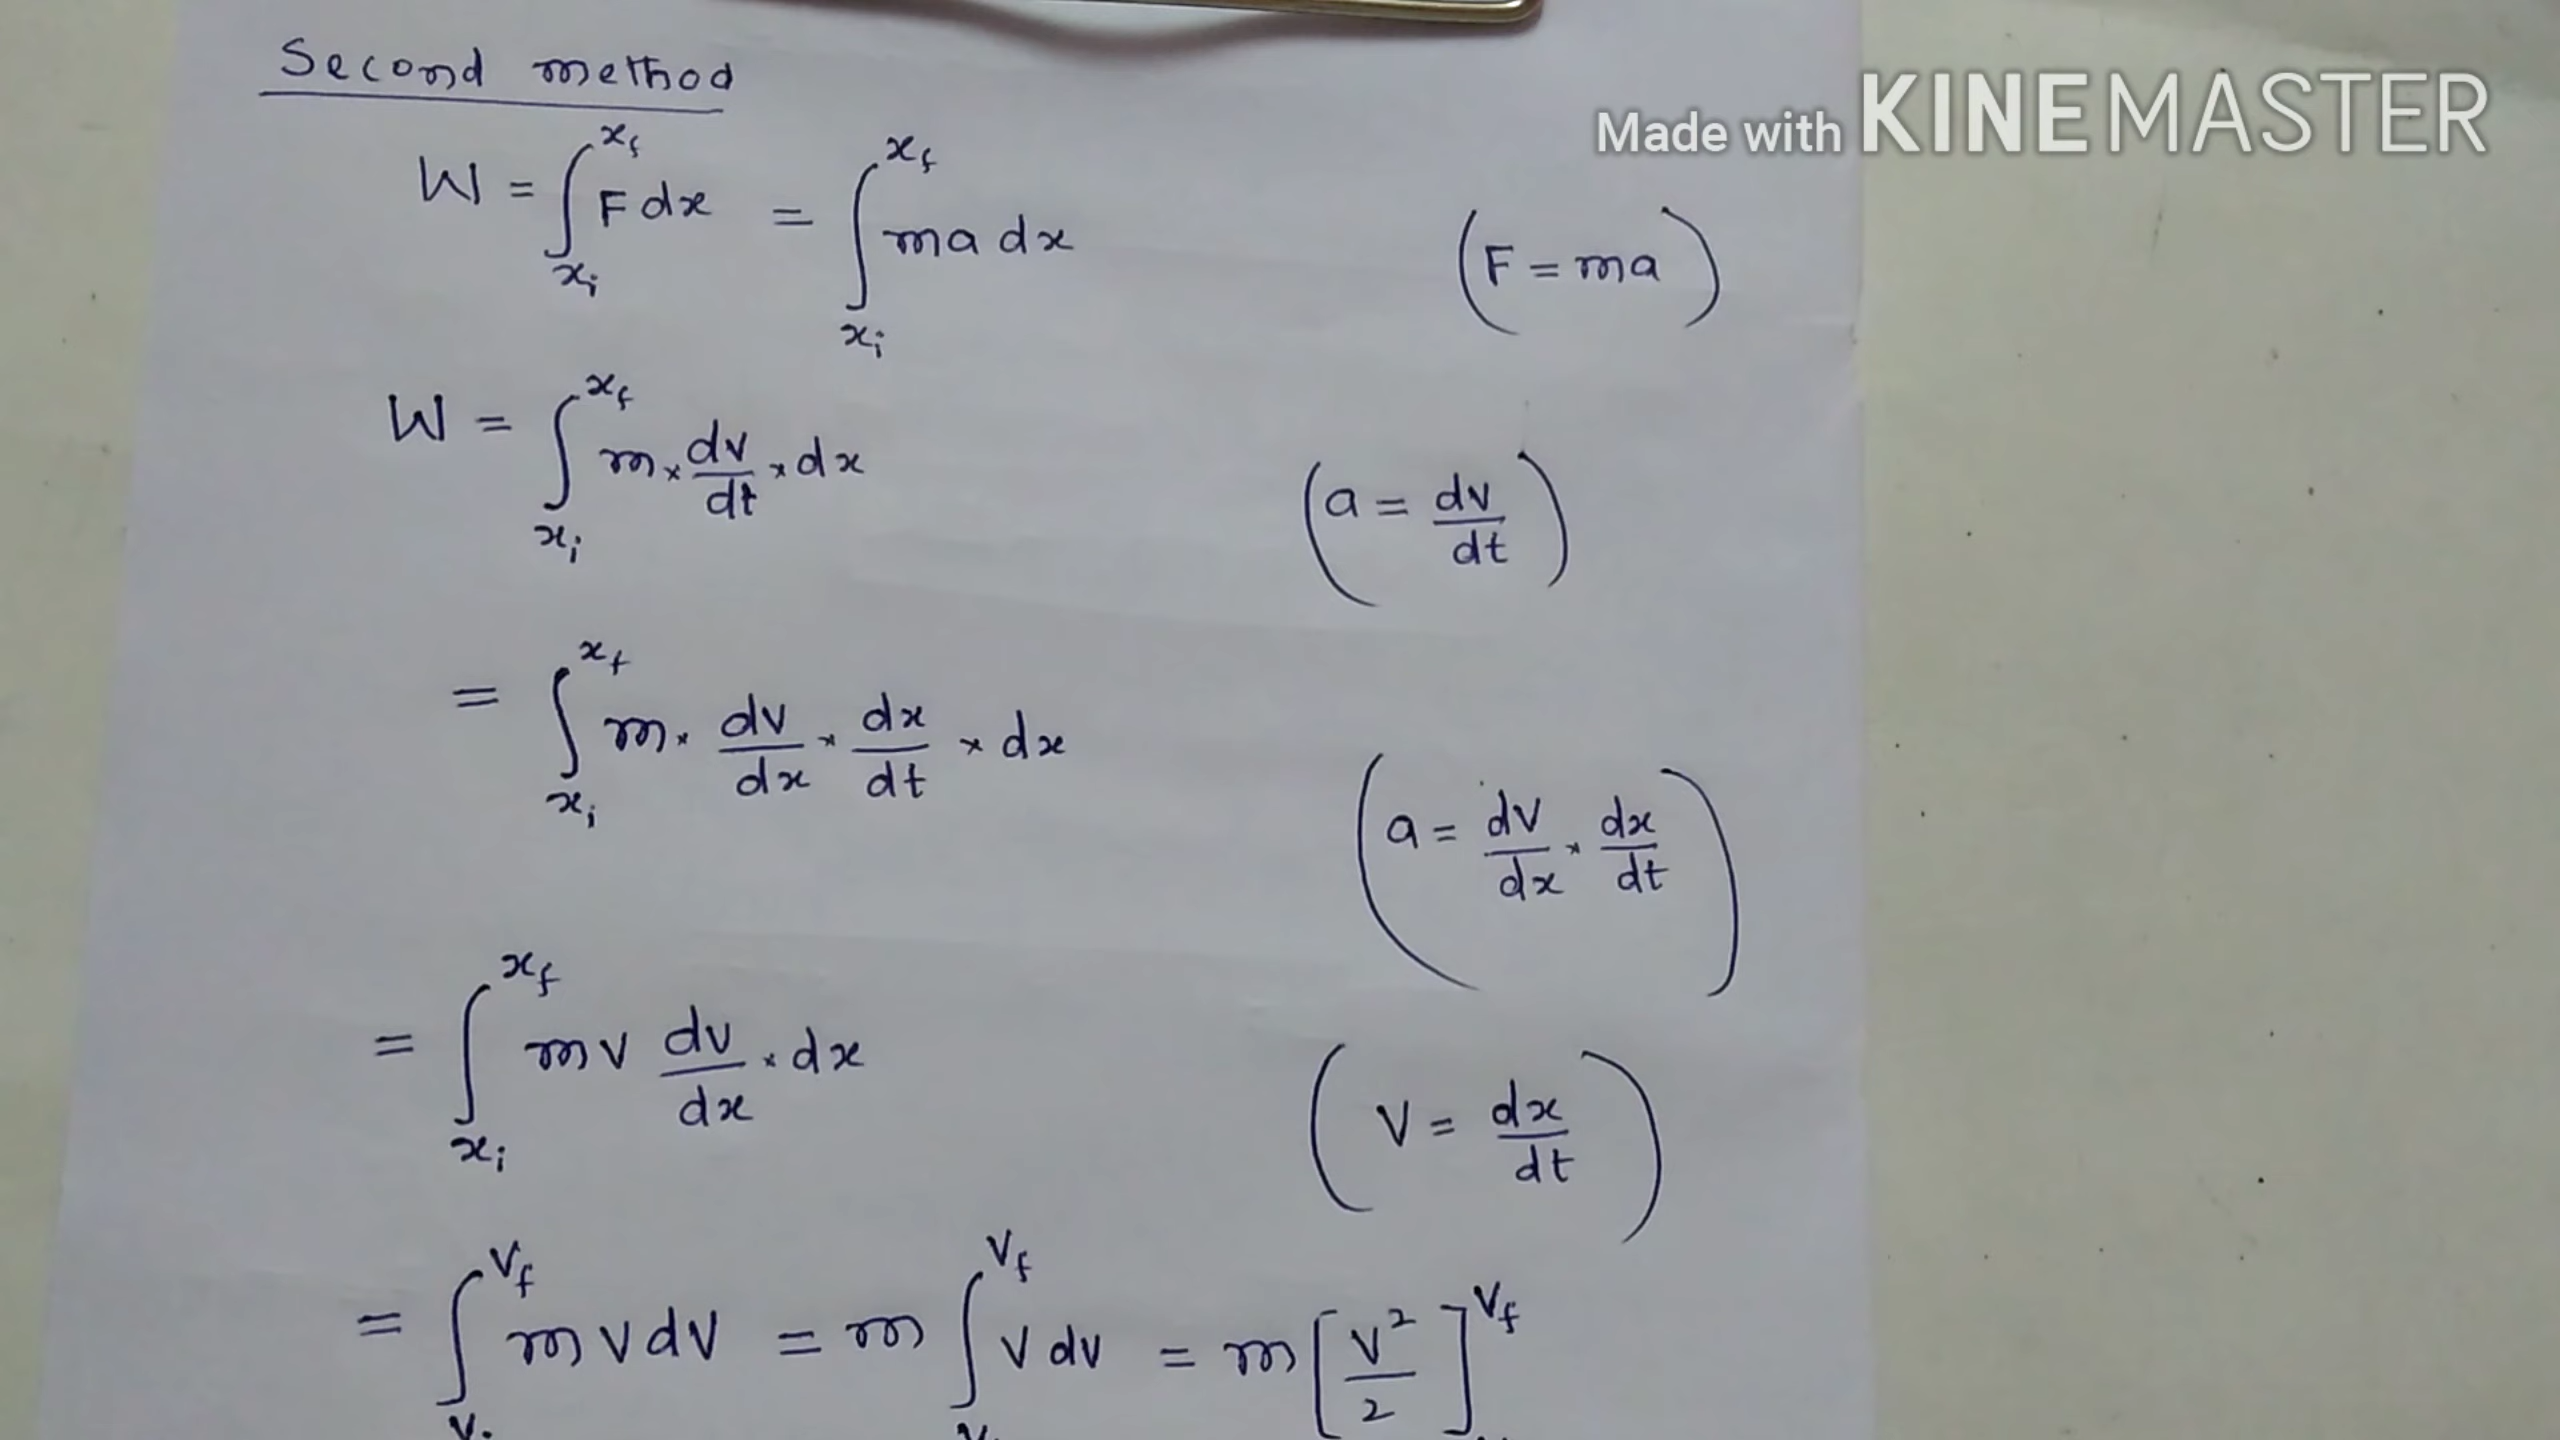 Second method
Made with KINEMASTER
W = ∫_{xi}^{xf} F dx = ∫_{xi}^{xf} ma dx (F = ma)
W = ∫_{xi}^{xf} m × dv/dt × dx (a = dv/dt)
= ∫_{xi}^{xf} m × dv/dx × dx/dt × dx (a = dv/dx × dx/dt)
= ∫_{xi}^{xf} mv dv/dx × dx (v = dx/dt)
= ∫^{vf} mvdv = m ∫^{vf} v dv = m [v²/2]^{vf}